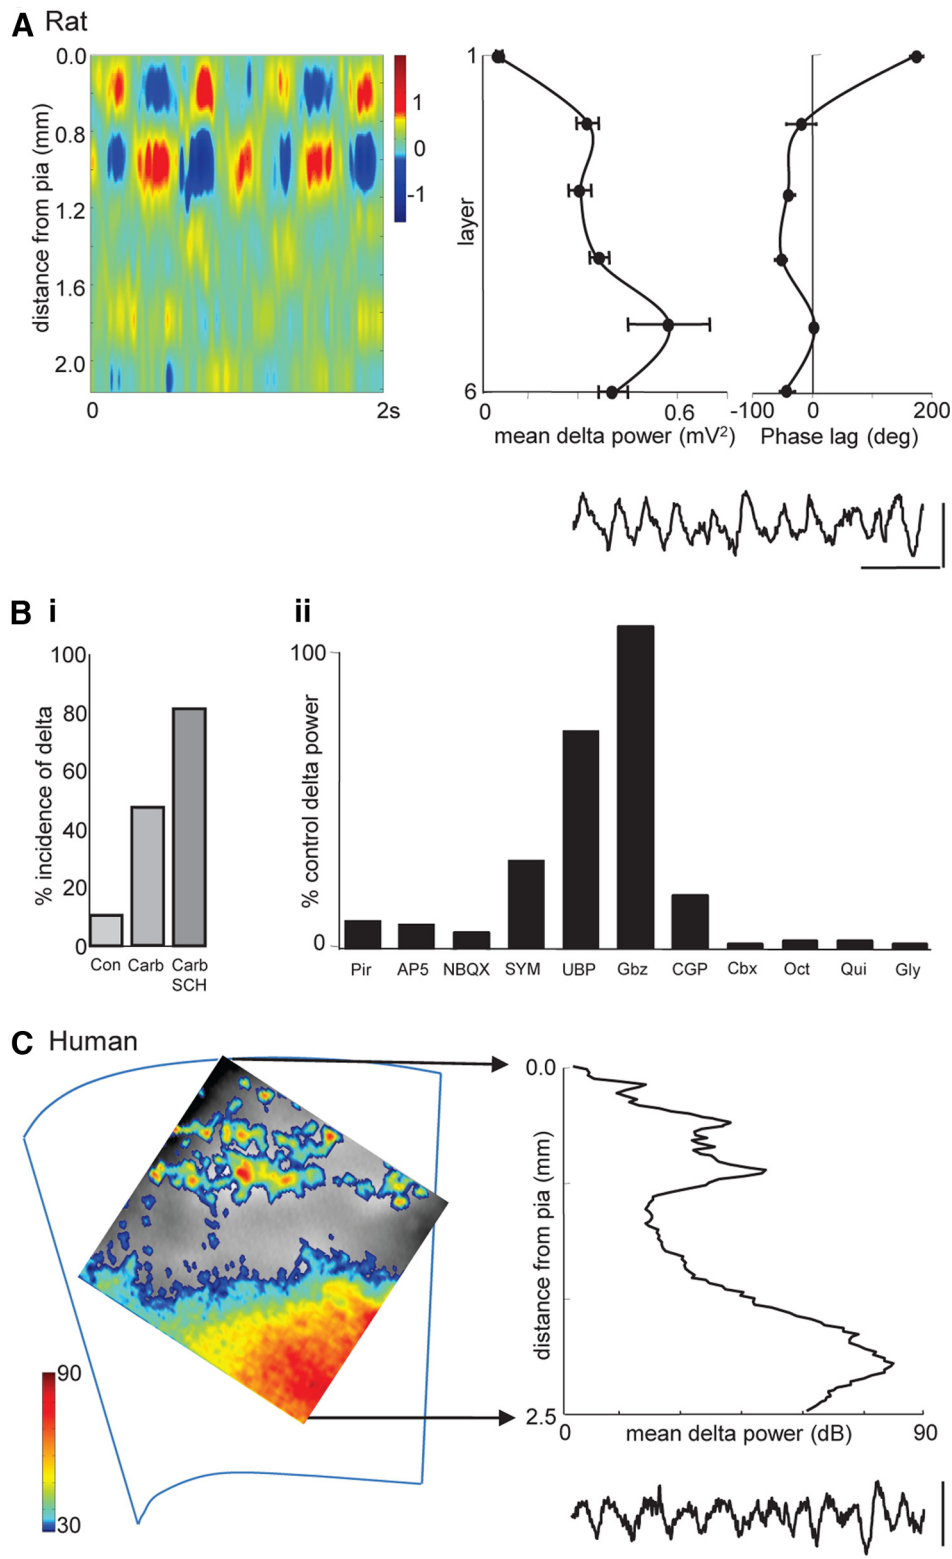 A Rat
0.0
0.8
1.2
1.6
2.0
distance from pia (mm)
0
2s
1
0
-1
1
6
layer
0
0.6
mean delta power (mV²)
-100
0
200
Phase lag (deg)
B i
100
80
60
40
20
0
% incidence of delta
Con
Carb
Carb
SCH
ii
100
0
% control delta power
Pir
AP5
NBQX
SYM
UBP
Gbz
CGP
Cbx
Oct
Qui
Gly
C Human
90
30
0.0
2.5
distance from pia (mm)
0
90
mean delta power (dB)